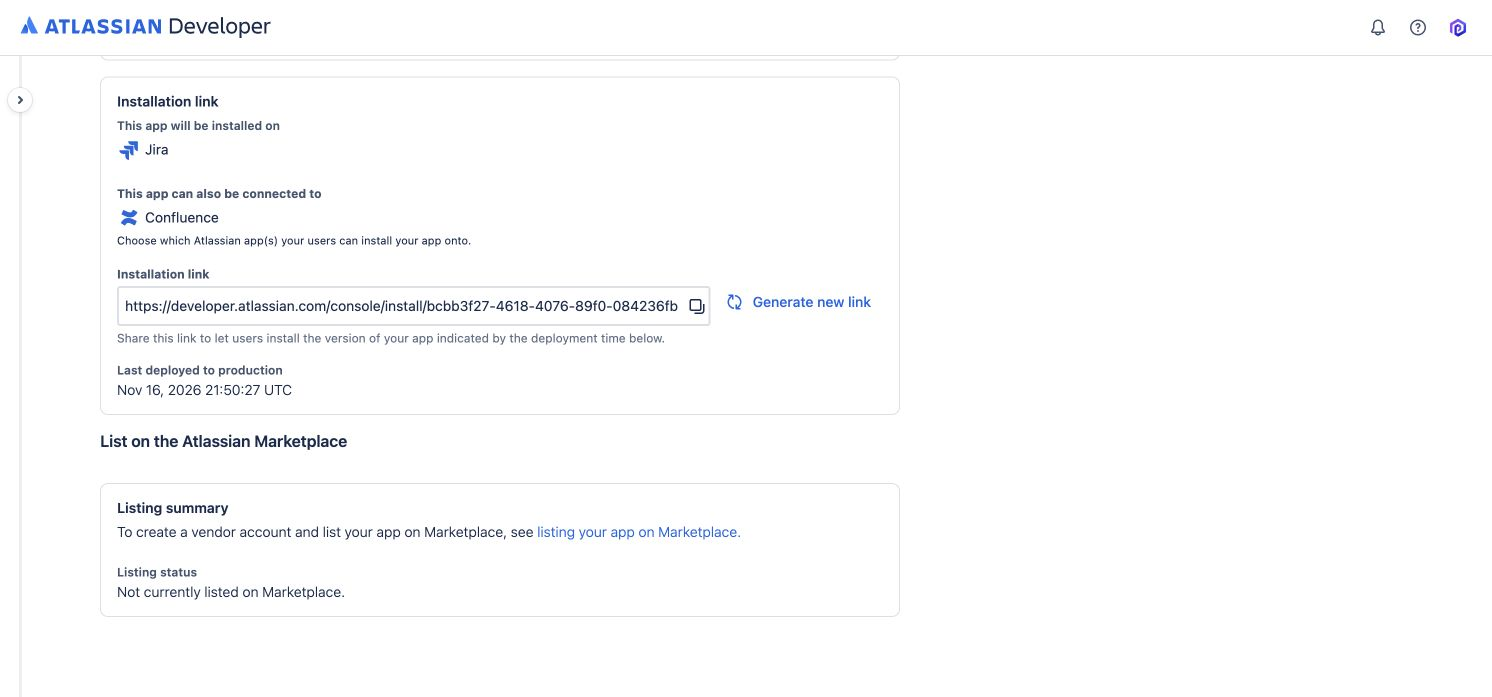 ATLASSIAN Developer
Installation link
This app will be installed on
Jira
This app can also be connected to
Confluence
Choose which Atlassian app(s) your users can install your app onto.
Installation link
https://developer.atlassian.com/console/install/bcbb3f27-4618-4076-89f0-084236fb
Generate new link
Share this link to let users install the version of your app indicated by the deployment time below.
Last deployed to production
Nov 16, 2026 21:50:27 UTC
List on the Atlassian Marketplace
Listing summary
To create a vendor account and list your app on Marketplace, see listing your app on Marketplace.
Listing status
Not currently listed on Marketplace.